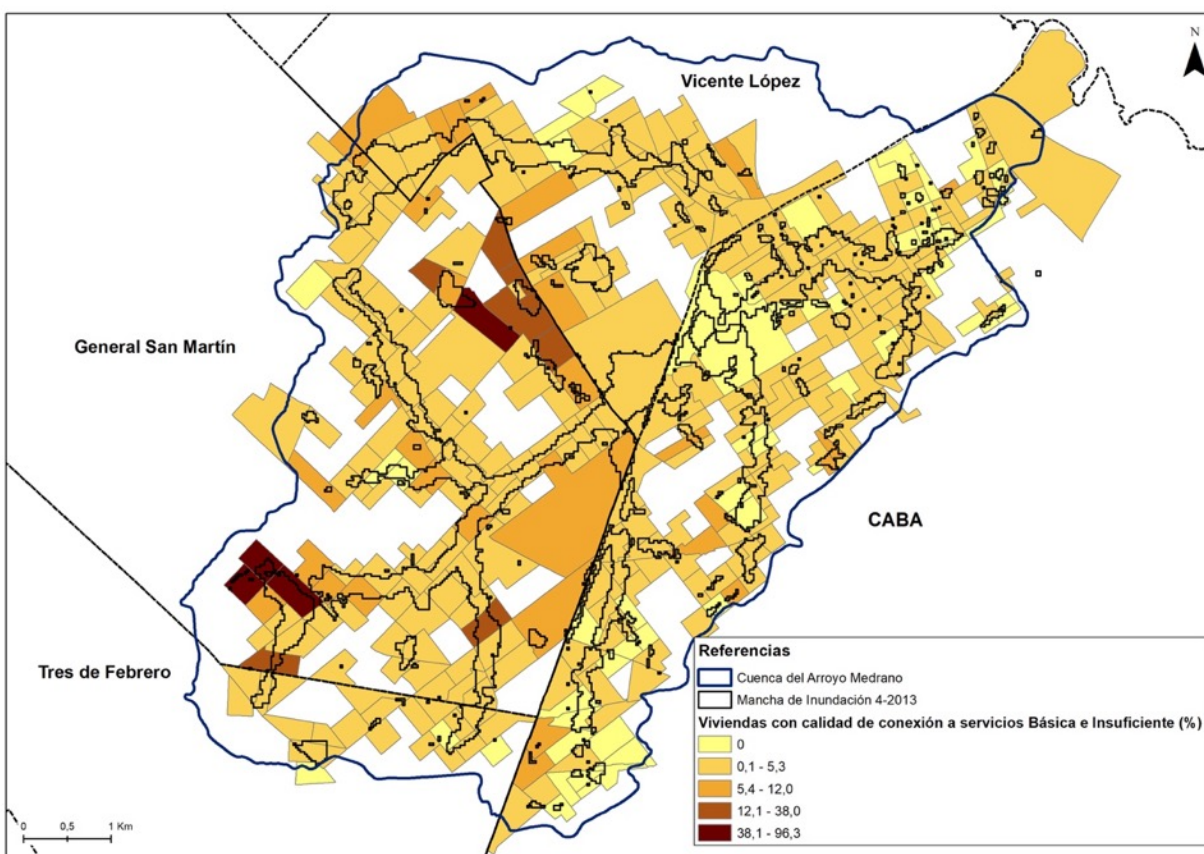 N
Vicente López
General San Martín
CABA
Tres de Febrero
Referencias
Cuenca del Arroyo Medrano
Mancha de Inundación 4-2013
Viviendas con calidad de conexión a servicios Básica e Insuficiente (%)
0
0,1 - 5,3
5,4 - 12,0
12,1 - 38,0
38,1 - 96,3
0 0,5 1 Km